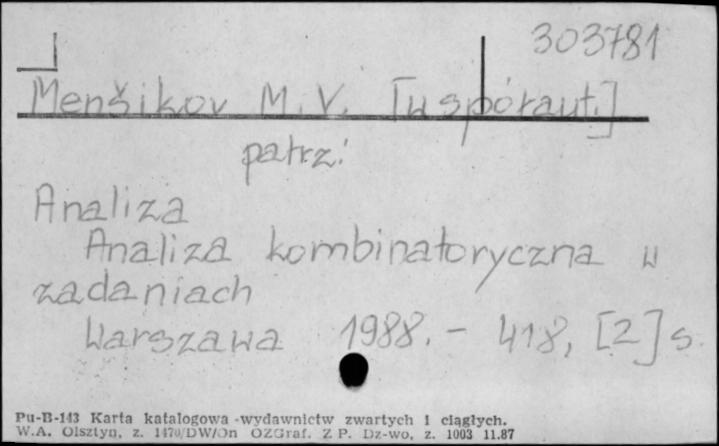 303781
Menšikov M. V. [współaut.]
patrz:
Analiza
Analiza kombinatoryczna w
zadaniach
Warszawa 1988. - 418, [2] s.
Pu-B-143 Karta katalogowa - wydawnictw zwartych i ciągłych.
W.A. Olsztyn, z. 1470/DW/On OZGraf. Z P. Dz-wo, z. 1003 11.87